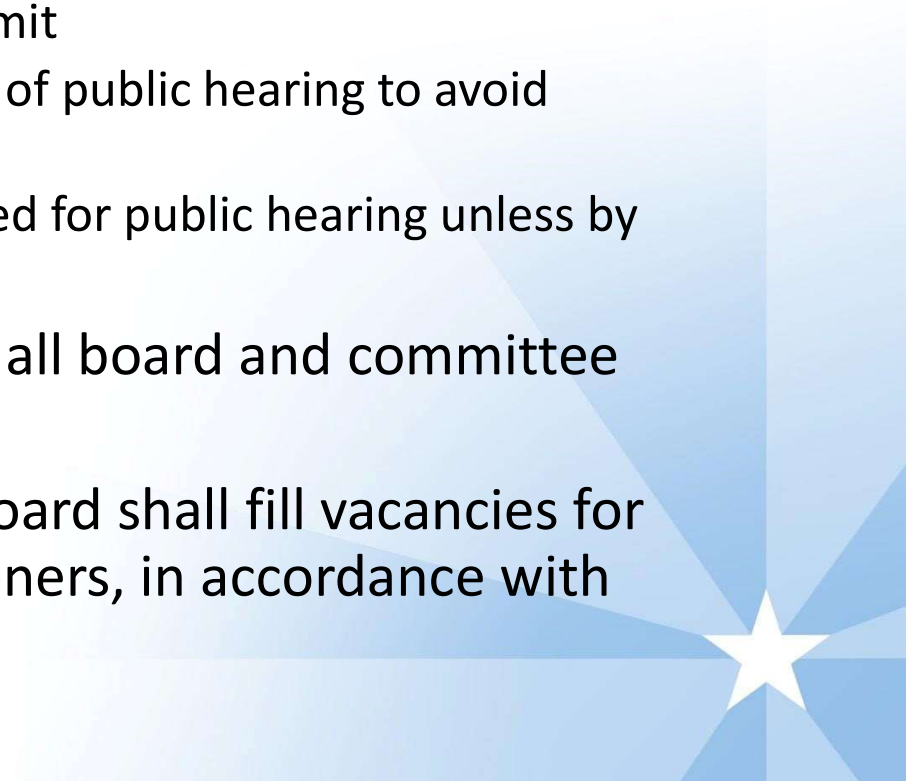 mit
of public hearing to avoid
ed for public hearing unless by
all board and committee
oard shall fill vacancies for
ners, in accordance with